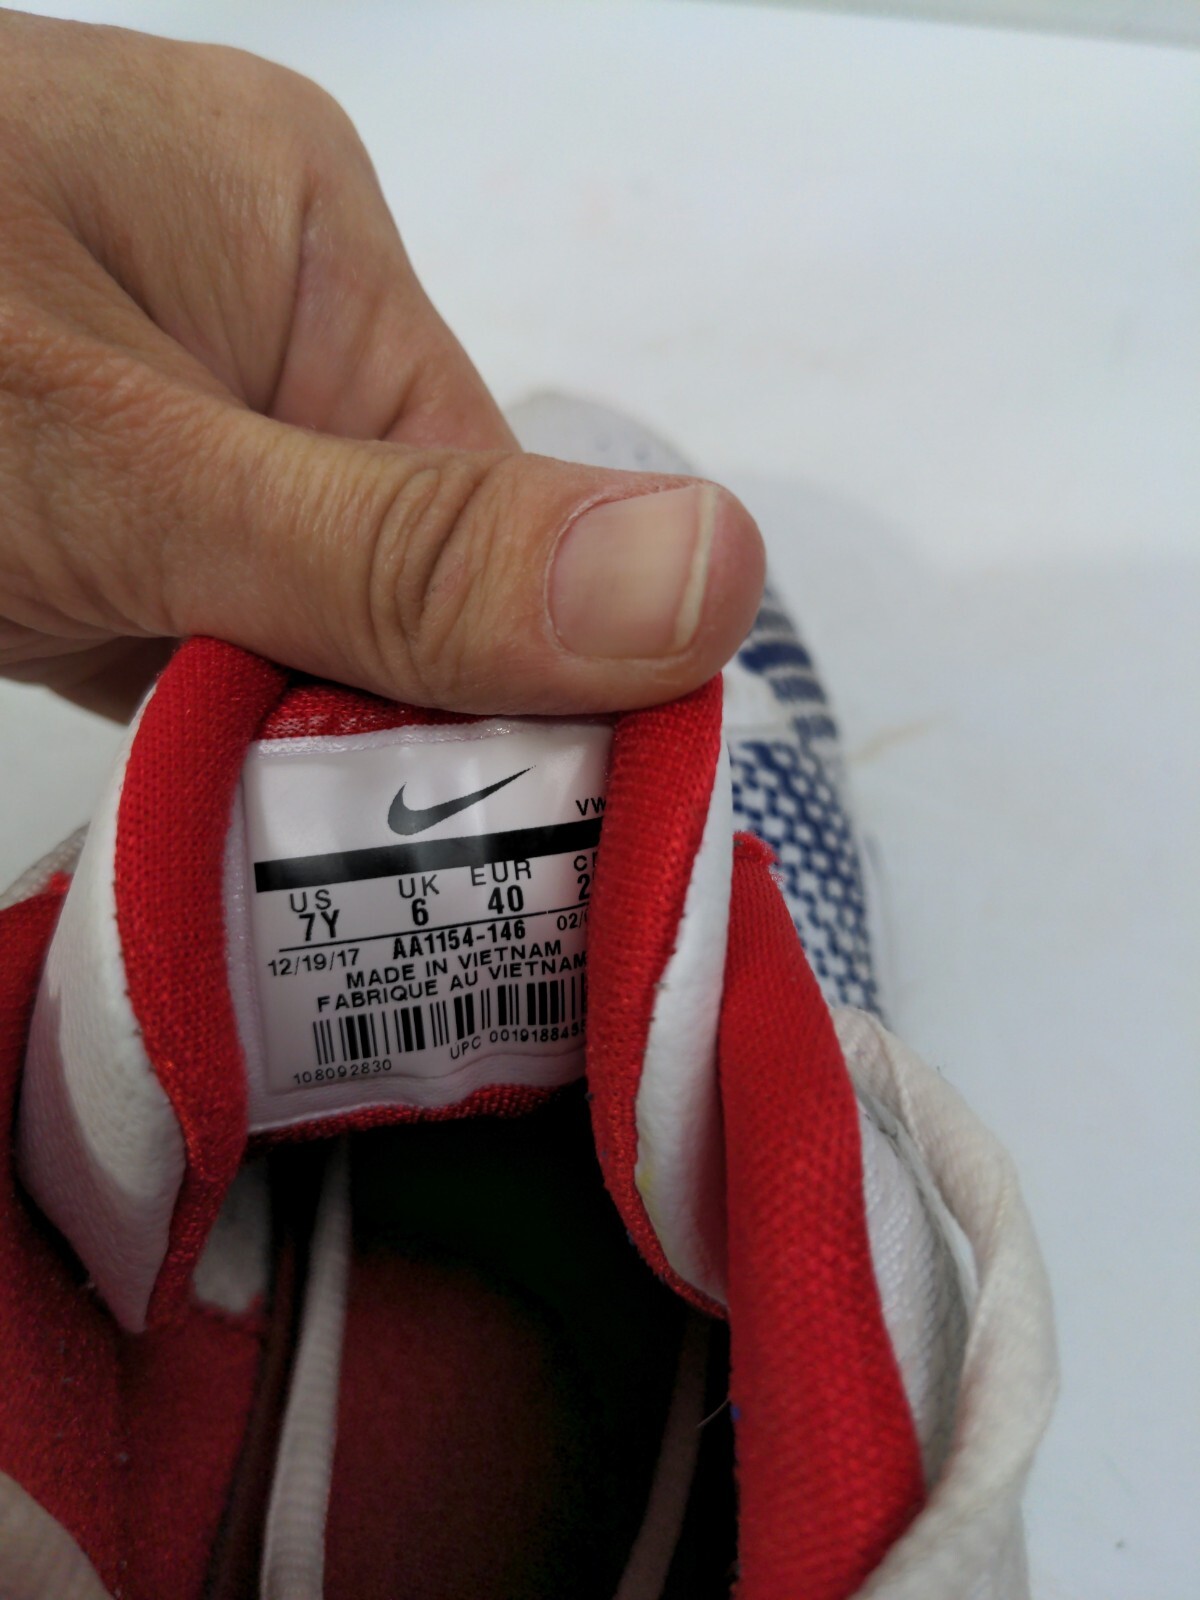 VW
US UK EUR
7Y 6 40
12/19/17 AA1154-146
MADE IN VIETNAM
FABRIQUE AU VIETNAM
UPC
108092830